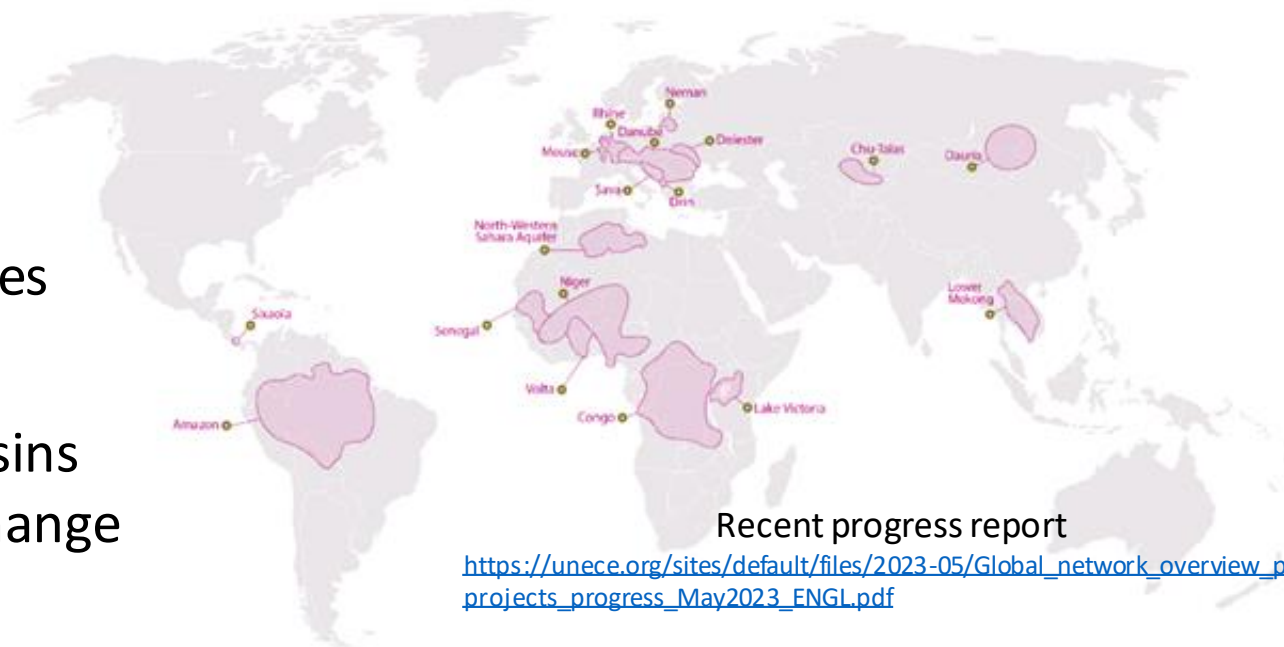 Neman
Rhine
Danube
Dniester
Meuse
Chu-Talas
Dauria
Sava
Drin
North-Western
Sahara Aquifer
es
Niger
Lower
Mekong
Sixaola
Senegal
Volta
Lake Victoria
Congo
Amazon
sins
ange
Recent progress report
https://unece.org/sites/default/files/2023-05/Global_network_overview_p
projects_progress_May2023_ENGL.pdf